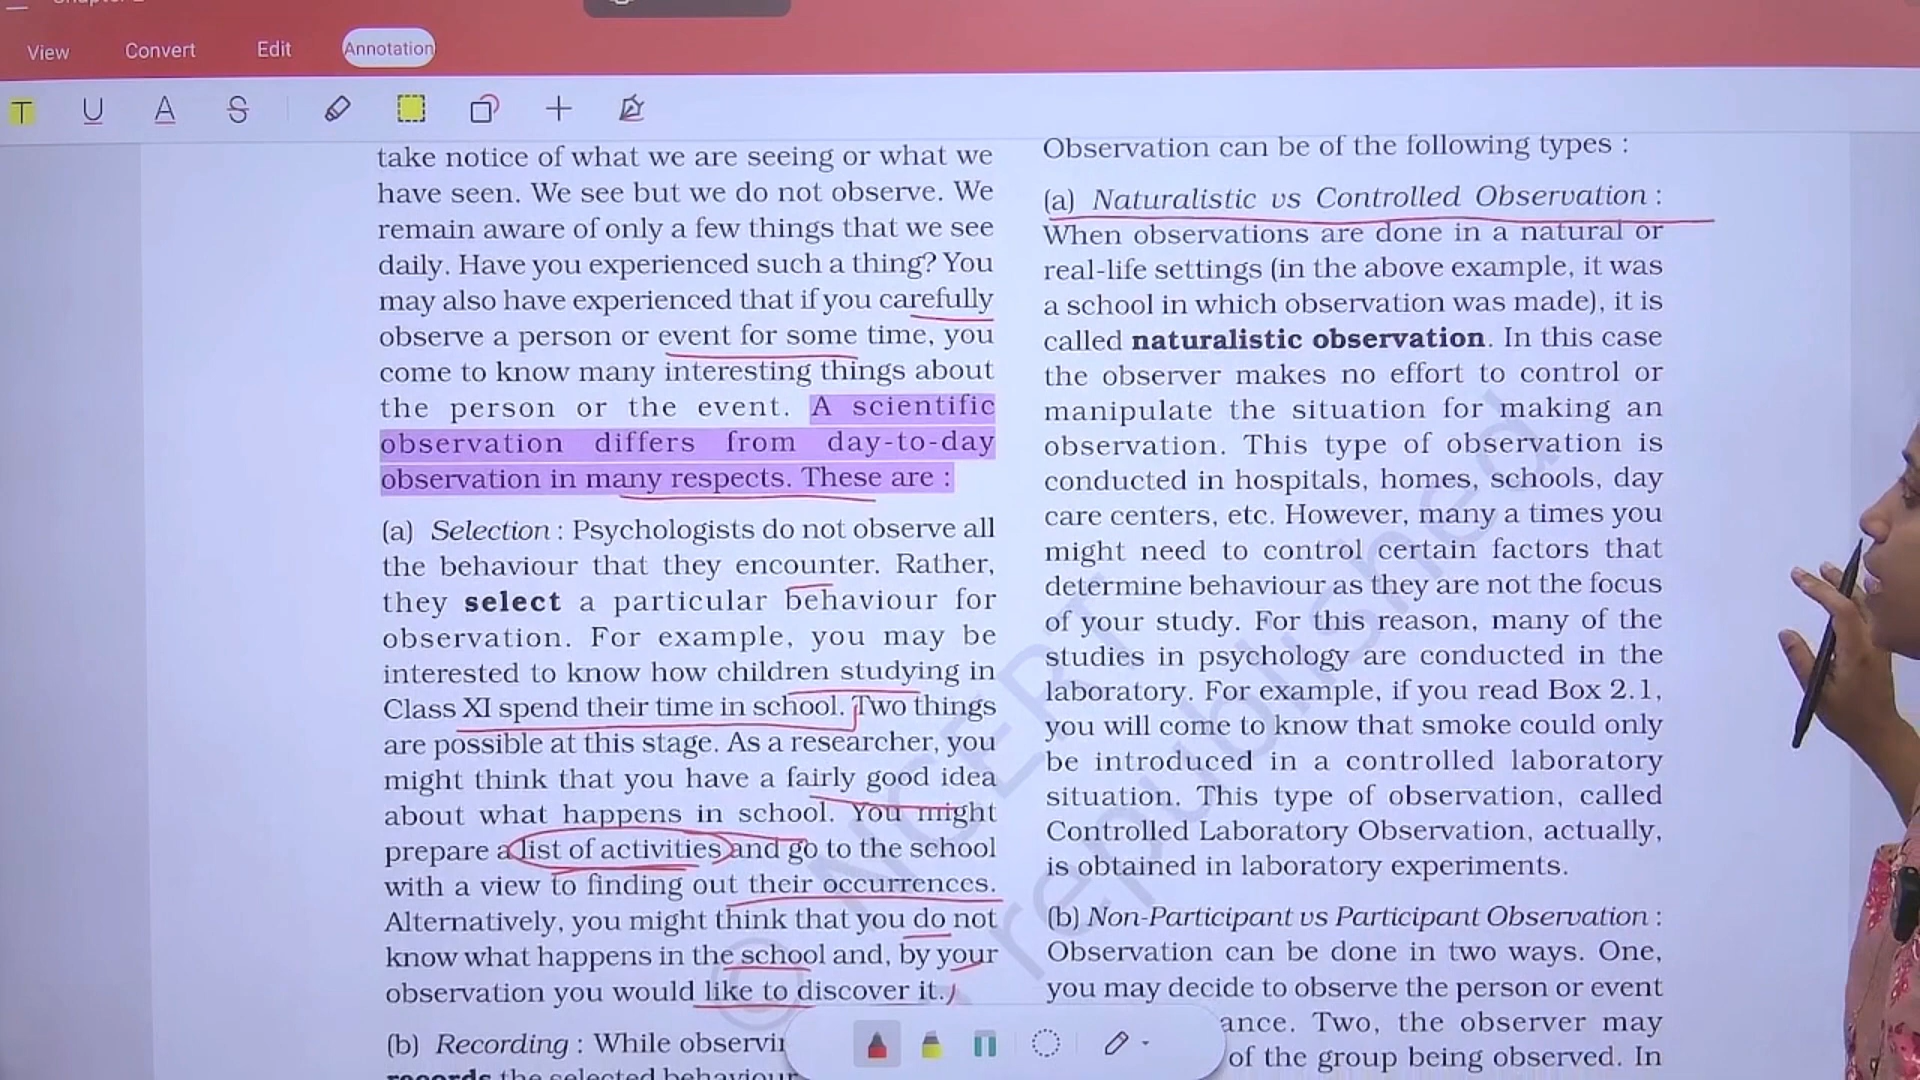 View Convert Edit Annotation
T U A S
take notice of what we are seeing or what we
have seen. We see but we do not observe. We
remain aware of only a few things that we see
daily. Have you experienced such a thing? You
may also have experienced that if you carefully
observe a person or event for some time, you
come to know many interesting things about
the person or the event. A scientific
observation differs from day-to-day
observation in many respects. These are :
(a) Selection : Psychologists do not observe all
the behaviour that they encounter. Rather,
they select a particular behaviour for
observation. For example, you may be
interested to know how children studying in
Class XI spend their time in school. Two things
are possible at this stage. As a researcher, you
might think that you have a fairly good idea
about what happens in school. You might
prepare a list of activities and go to the school
with a view to finding out their occurrences.
Alternatively, you might think that you do not
know what happens in the school and, by your
observation you would like to discover it.
(b) Recording : While observin
records the selected behaviour
Observation can be of the following types :
(a) Naturalistic vs Controlled Observation :
When observations are done in a natural or
real-life settings (in the above example, it was
a school in which observation was made), it is
called naturalistic observation. In this case
the observer makes no effort to control or
manipulate the situation for making an
observation. This type of observation is
conducted in hospitals, homes, schools, day
care centers, etc. However, many a times you
might need to control certain factors that
determine behaviour as they are not the focus
of your study. For this reason, many of the
studies in psychology are conducted in the
laboratory. For example, if you read Box 2.1,
you will come to know that smoke could only
be introduced in a controlled laboratory
situation. This type of observation, called
Controlled Laboratory Observation, actually,
is obtained in laboratory experiments.
(b) Non-Participant vs Participant Observation :
Observation can be done in two ways. One,
you may decide to observe the person or event
ance. Two, the observer may
of the group being observed. In
© NCERT
republished